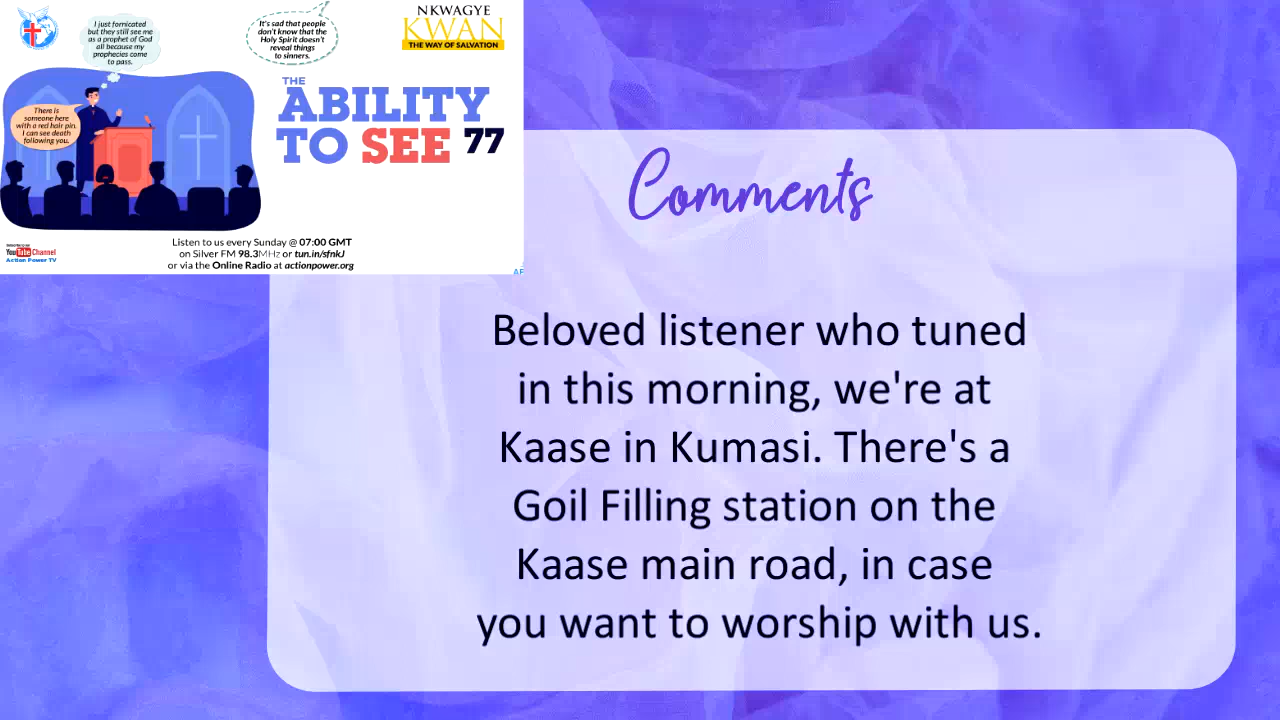 I just fornicated
but they still see me
as a prophet of God
all because my
prophecies come
to pass.
It's sad that people
don't know that the
Holy Spirit doesn't
reveal things
to sinners.
NKWAGYE
KWAN
THE WAY OF SALVATION
There is
someone here
with a red hair pin.
I can see death
following you.
THE
ABILITY
TO SEE 77
YouTube Channel
Action Power TV
Listen to us every Sunday @ 07:00 GMT
on Silver FM 98.3MHz or tun.in/sfnkJ
or via the Online Radio at actionpower.org
Comments
Beloved listener who tuned
in this morning, we're at
Kaase in Kumasi. There's a
Goil Filling station on the
Kaase main road, in case
you want to worship with us.